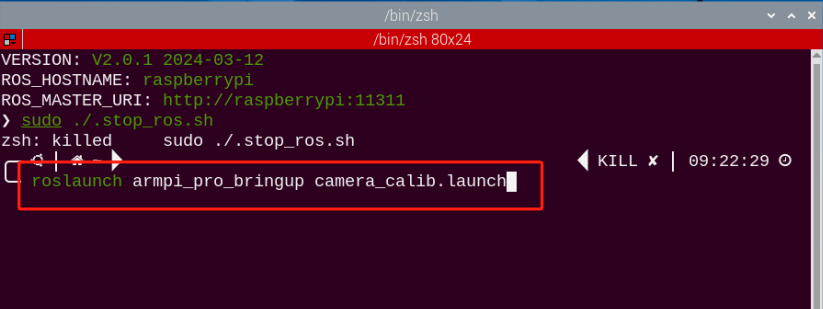 /bin/zsh
/bin/zsh 80x24
VERSION: V2.0.1 2024-03-12
ROS_HOSTNAME: raspberrypi
ROS_MASTER_URI: http://raspberrypi:11311
❯ sudo ./.stop_ros.sh
zsh: killed     sudo ./.stop_ros.sh
~ KILL ✘ | 09:22:29
roslaunch armpi_pro_bringup camera_calib.launch